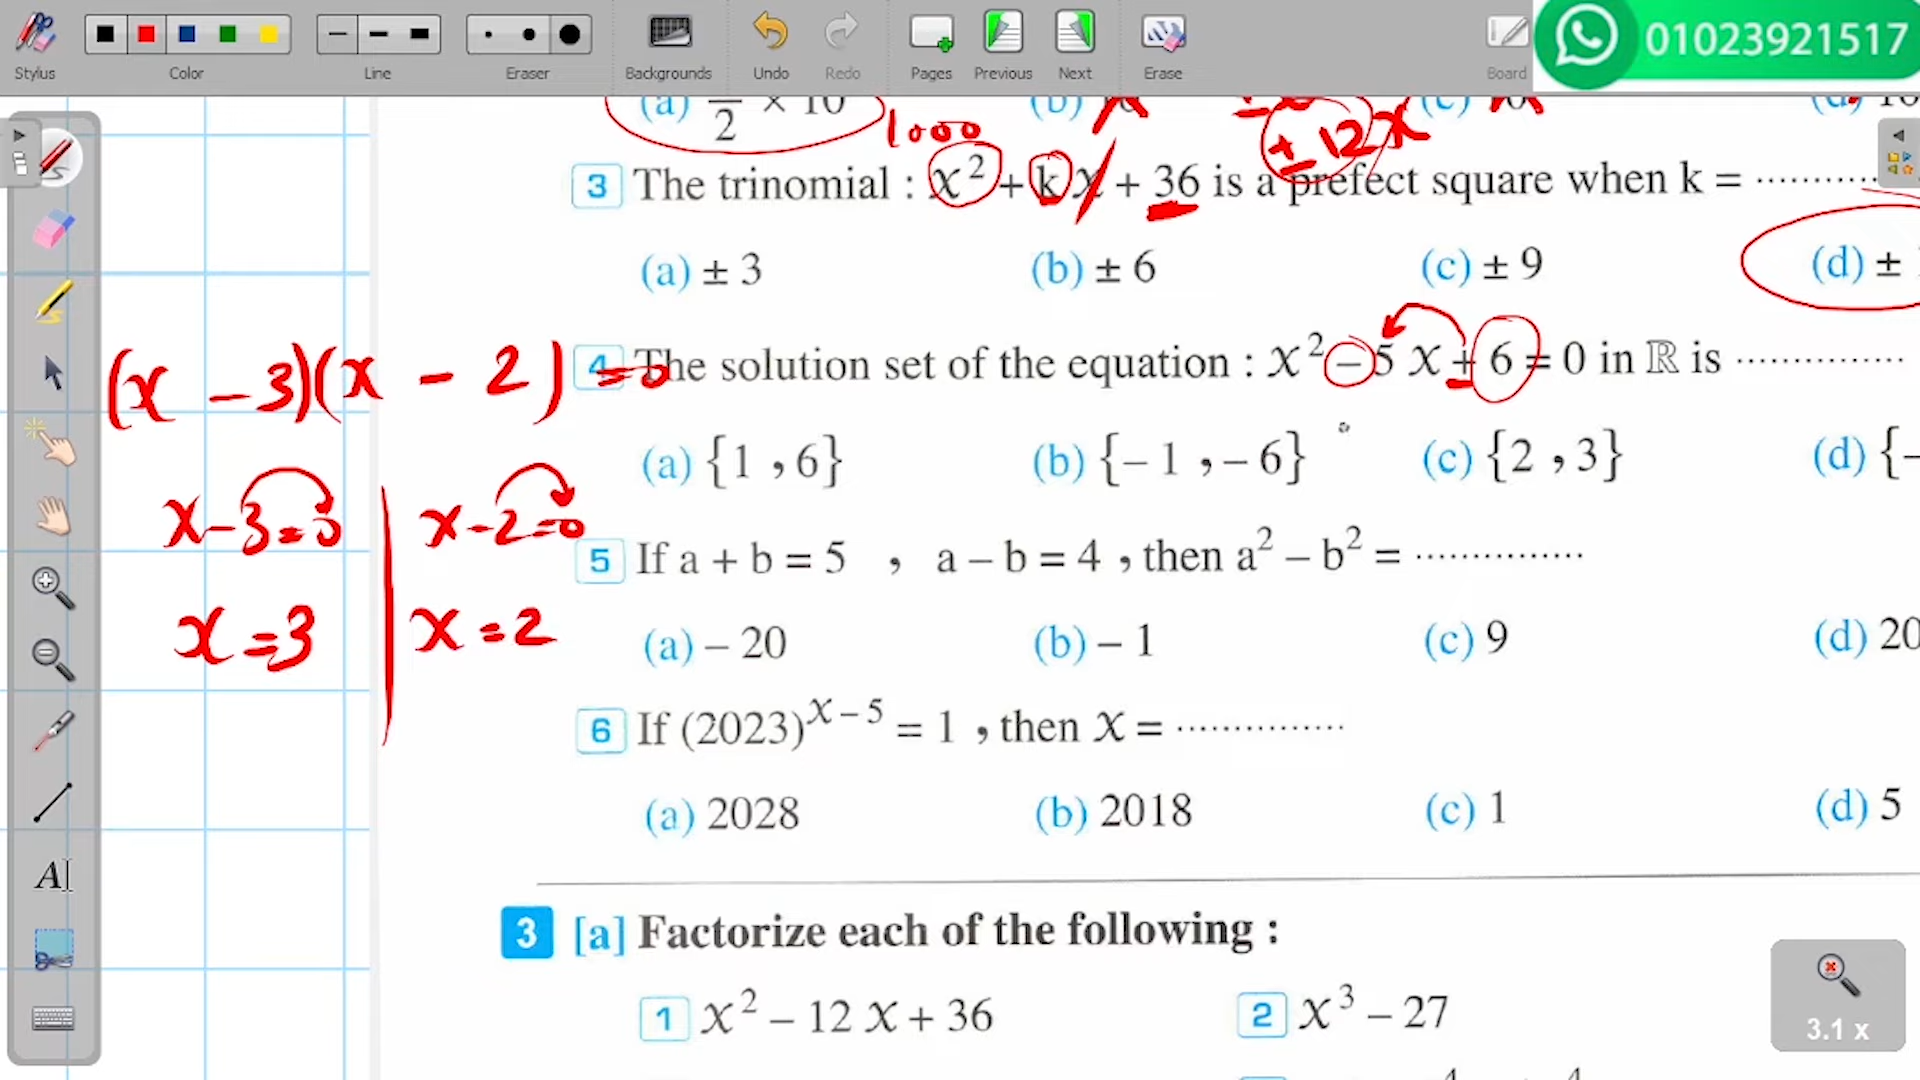 Stylus Color Line Eraser Backgrounds Undo Redo Pages Previous Next Erase Board
01023921517
(a) 2 × 10 (b) (c)
1000 ± 12 x
3 The trinomial : x² + k x + 36 is a prefect square when k = ............
(a) ± 3 (b) ± 6 (c) ± 9 (d) ±
4 The solution set of the equation : x² – 5 x + 6 = 0 in ℝ is ...............
(x – 3)(x – 2) = 0
(a) {1 , 6} (b) {– 1 , – 6} (c) {2 , 3} (d) {–
x – 3 = 0 x – 2 = 0
5 If a + b = 5 , a – b = 4 , then a² – b² = ...............
x = 3 x = 2
(a) – 20 (b) – 1 (c) 9 (d) 20
6 If (2023)ˣ ⁻ ⁵ = 1 , then x = ...............
(a) 2028 (b) 2018 (c) 1 (d) 5
3 [a] Factorize each of the following :
1 x² – 12 x + 36 2 x³ – 27
3.1 x